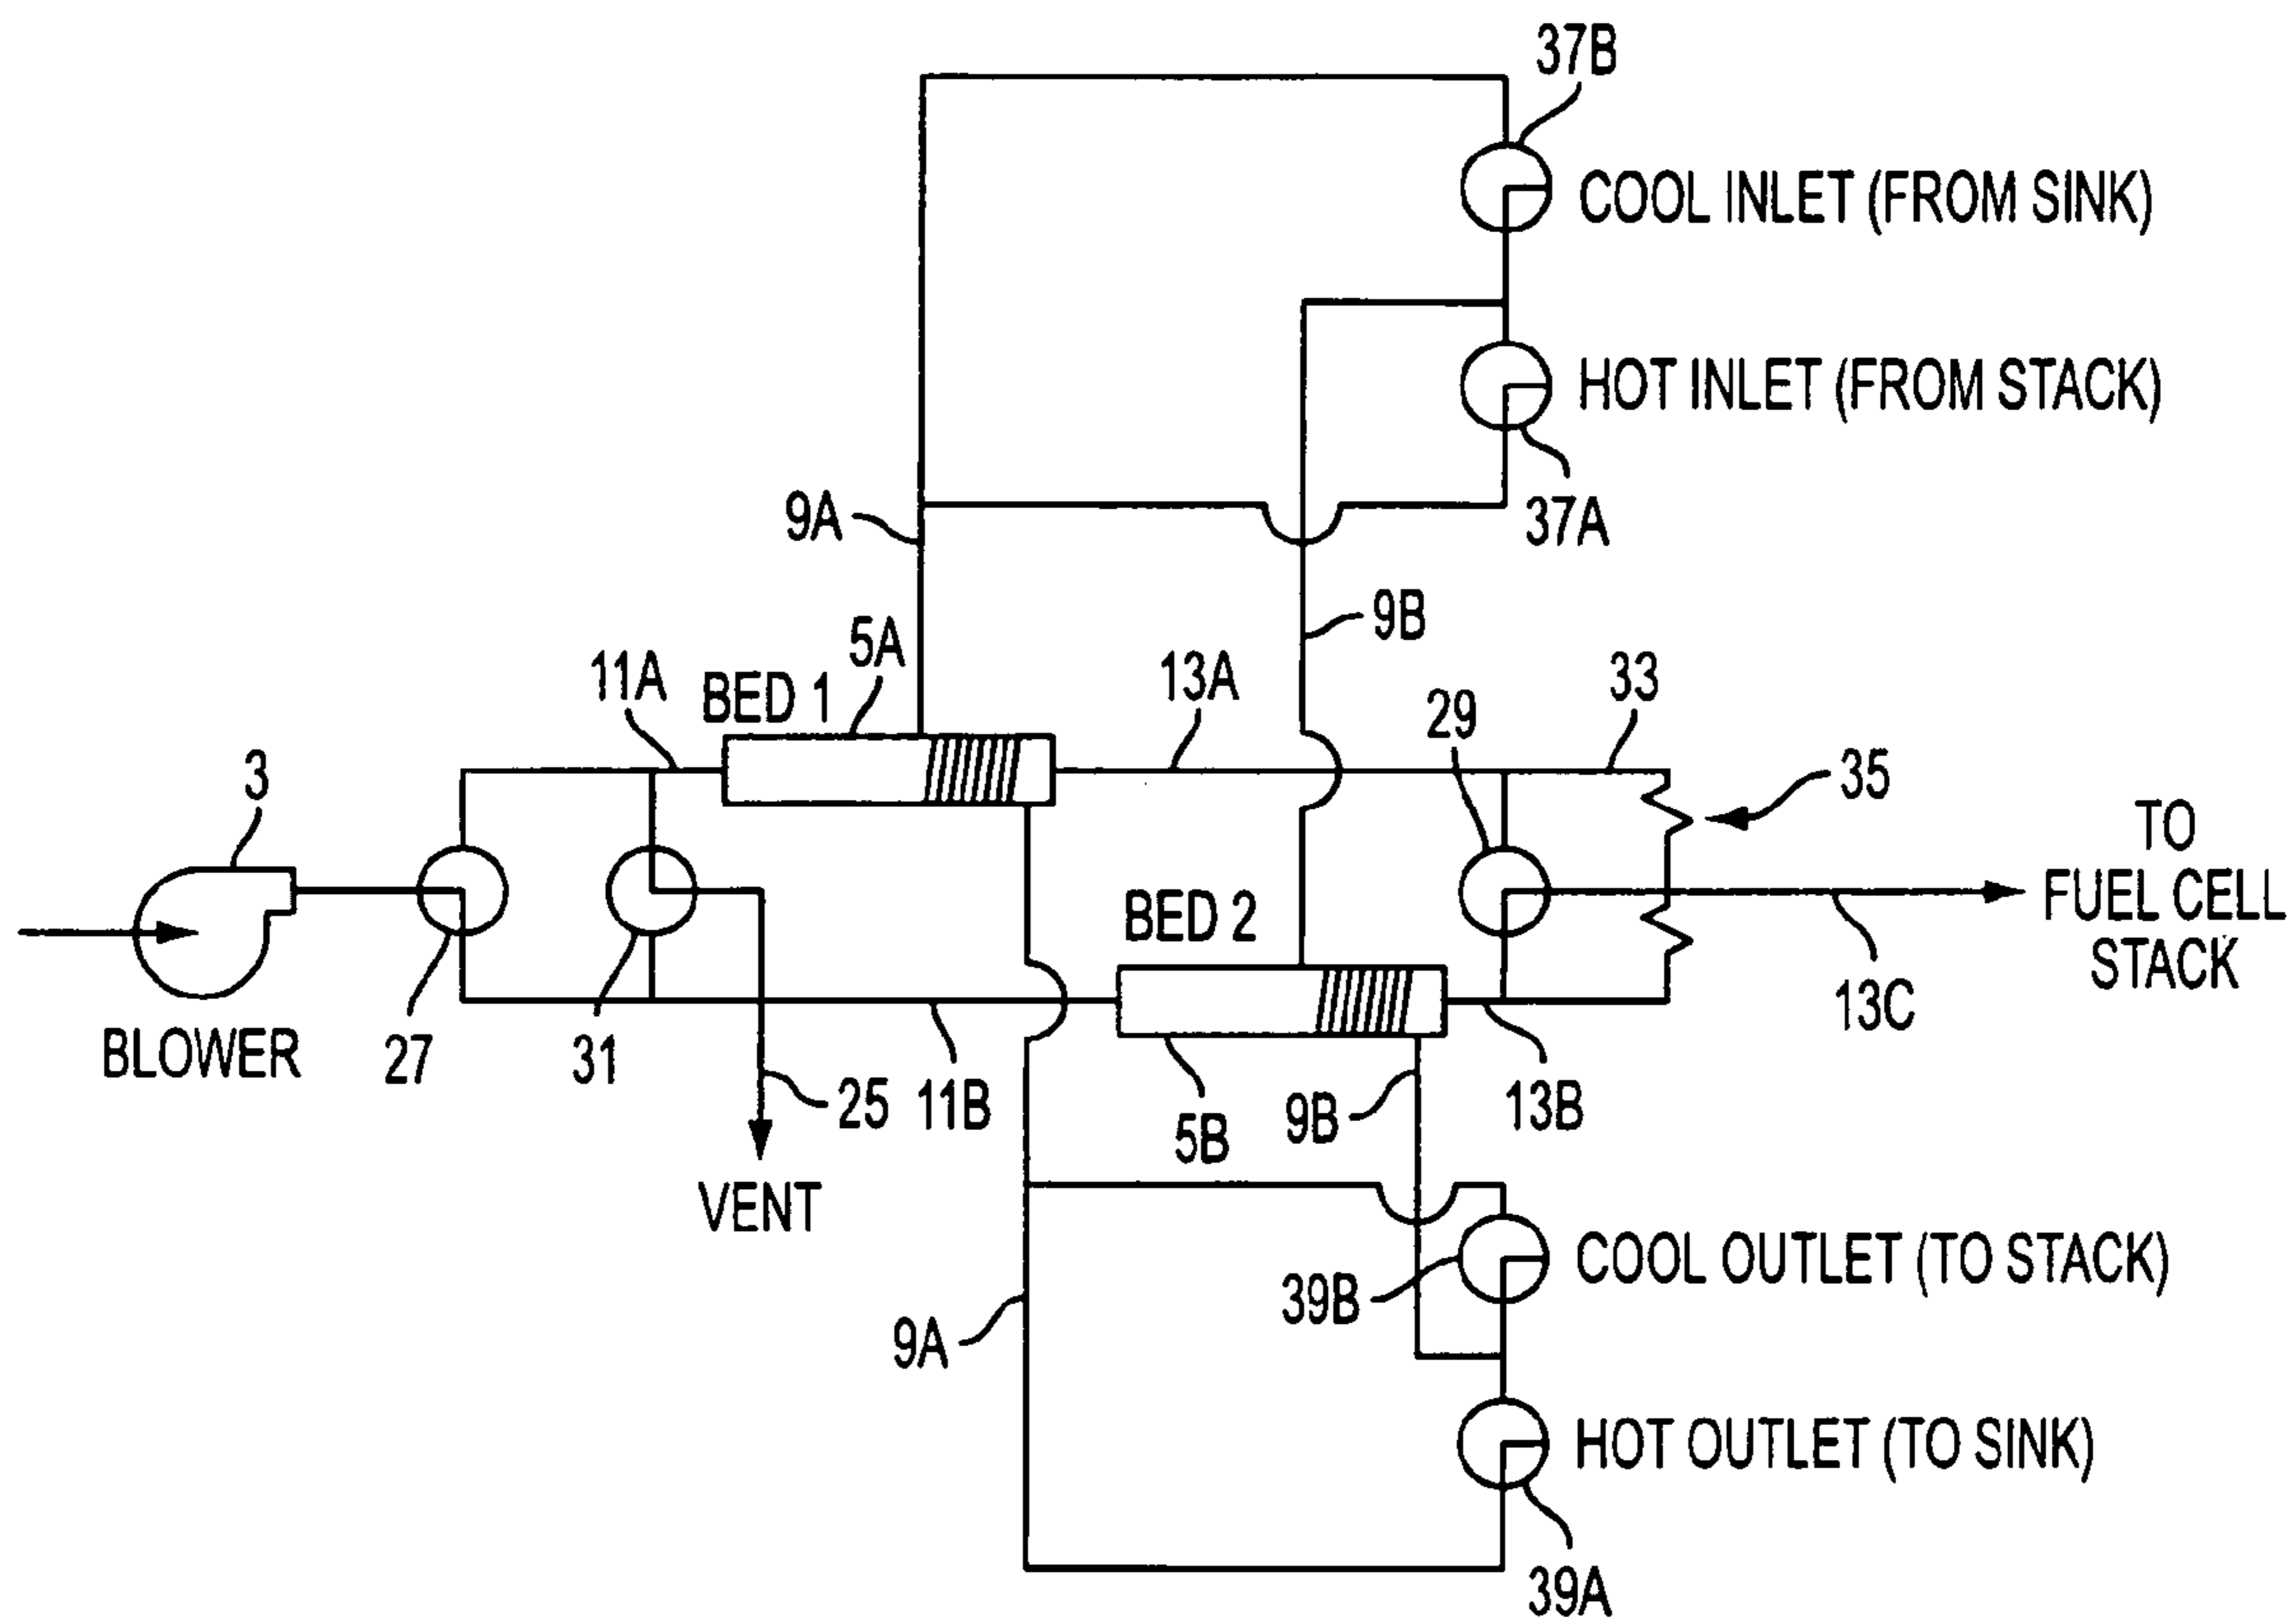 37B
COOL INLET (FROM SINK)
HOT INLET (FROM STACK)
37A
9A
9B
5A
11A
BED 1
13A
33
29
35
3
TO
FUEL CELL
STACK
BED 2
13C
BLOWER
27
31
25
11B
5B
9B
13B
VENT
COOL OUTLET (TO STACK)
39B
9A
HOT OUTLET (TO SINK)
39A